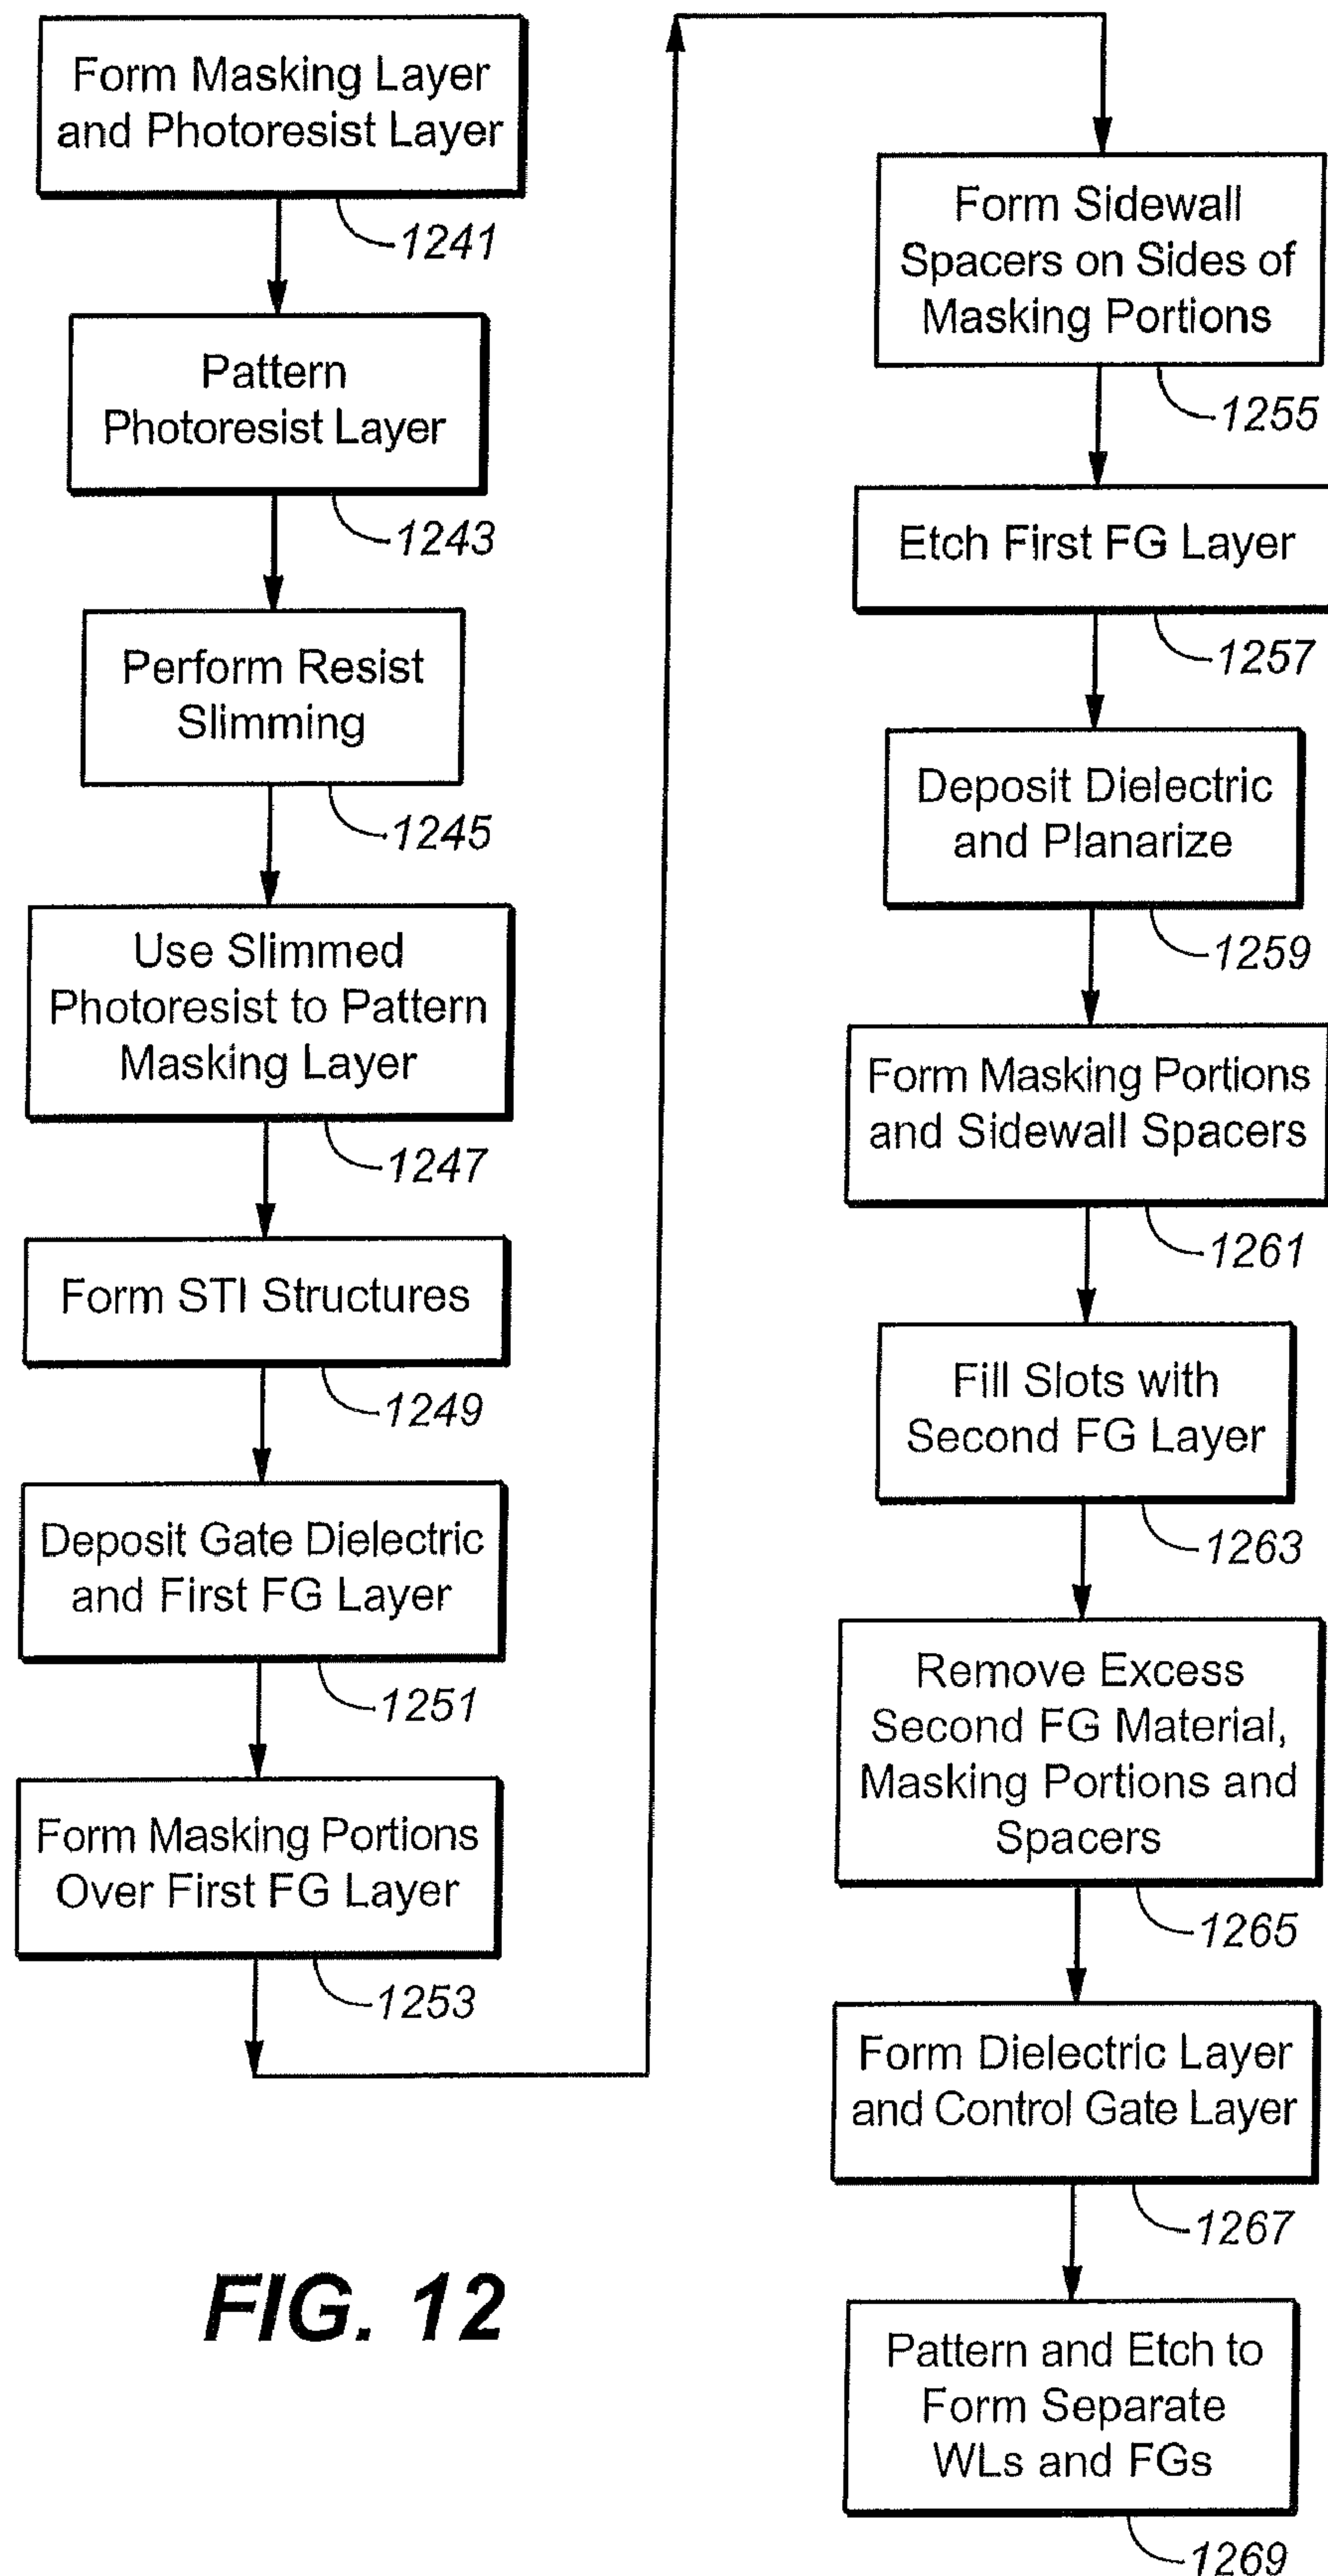 Form Masking Layer
and Photoresist Layer
1241
Pattern
Photoresist Layer
1243
Perform Resist
Slimming
1245
Use Slimmed
Photoresist to Pattern
Masking Layer
1247
Form STI Structures
1249
Deposit Gate Dielectric
and First FG Layer
1251
Form Masking Portions
Over First FG Layer
1253
Form Sidewall
Spacers on Sides of
Masking Portions
1255
Etch First FG Layer
1257
Deposit Dielectric
and Planarize
1259
Form Masking Portions
and Sidewall Spacers
1261
Fill Slots with
Second FG Layer
1263
Remove Excess
Second FG Material,
Masking Portions and
Spacers
1265
Form Dielectric Layer
and Control Gate Layer
1267
Pattern and Etch to
Form Separate
WLs and FGs
1269
FIG. 12